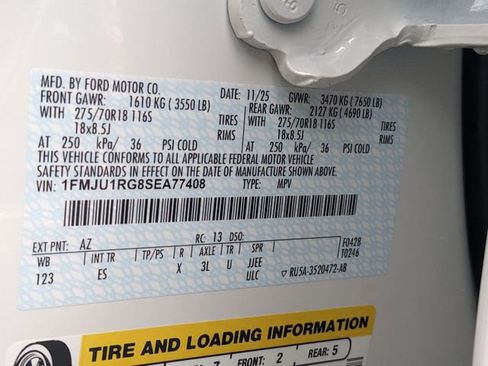 MFD. BY FORD MOTOR CO. DATE: 11/25 GVWR: 3470 KG ( 7650 LB)
FRONT GAWR: 1610 KG ( 3550 LB) REAR GAWR: 2127 KG ( 4690 LB)
WITH 275/70R18 116S TIRES WITH 275/70R18 116S TIRES
18x8.5J RIMS 18x8.5J RIMS
AT 250 kPa/ 36 PSI COLD AT 250 kPa/ 36 PSI COLD
THIS VEHICLE CONFORMS TO ALL APPLICABLE FEDERAL MOTOR VEHICLE
SAFETY STANDARDS IN EFFECT ON THE DATE OF MANUFACTURE SHOWN ABOVE.
VIN: 1FMJU1RG8SEA77408 TYPE: MPV
EXT PNT: AZ RC: 13 DSO: F0428
WB TP/PS R AXLE TR SPR T0246
123 ES X 3L U JJEE
ULC RU5A-3520472-AB
TIRE AND LOADING INFORMATION
7 FRONT: 2 REAR: 5